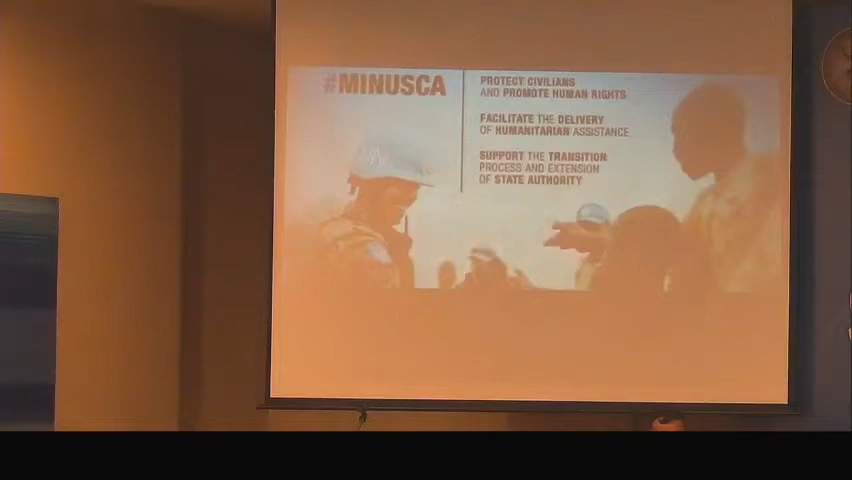 #MINUSCA
PROTECT CIVILIANS
AND PROMOTE HUMAN RIGHTS
FACILITATE THE DELIVERY
OF HUMANITARIAN ASSISTANCE
SUPPORT THE TRANSITION
PROCESS AND EXTENSION
OF STATE AUTHORITY
UN